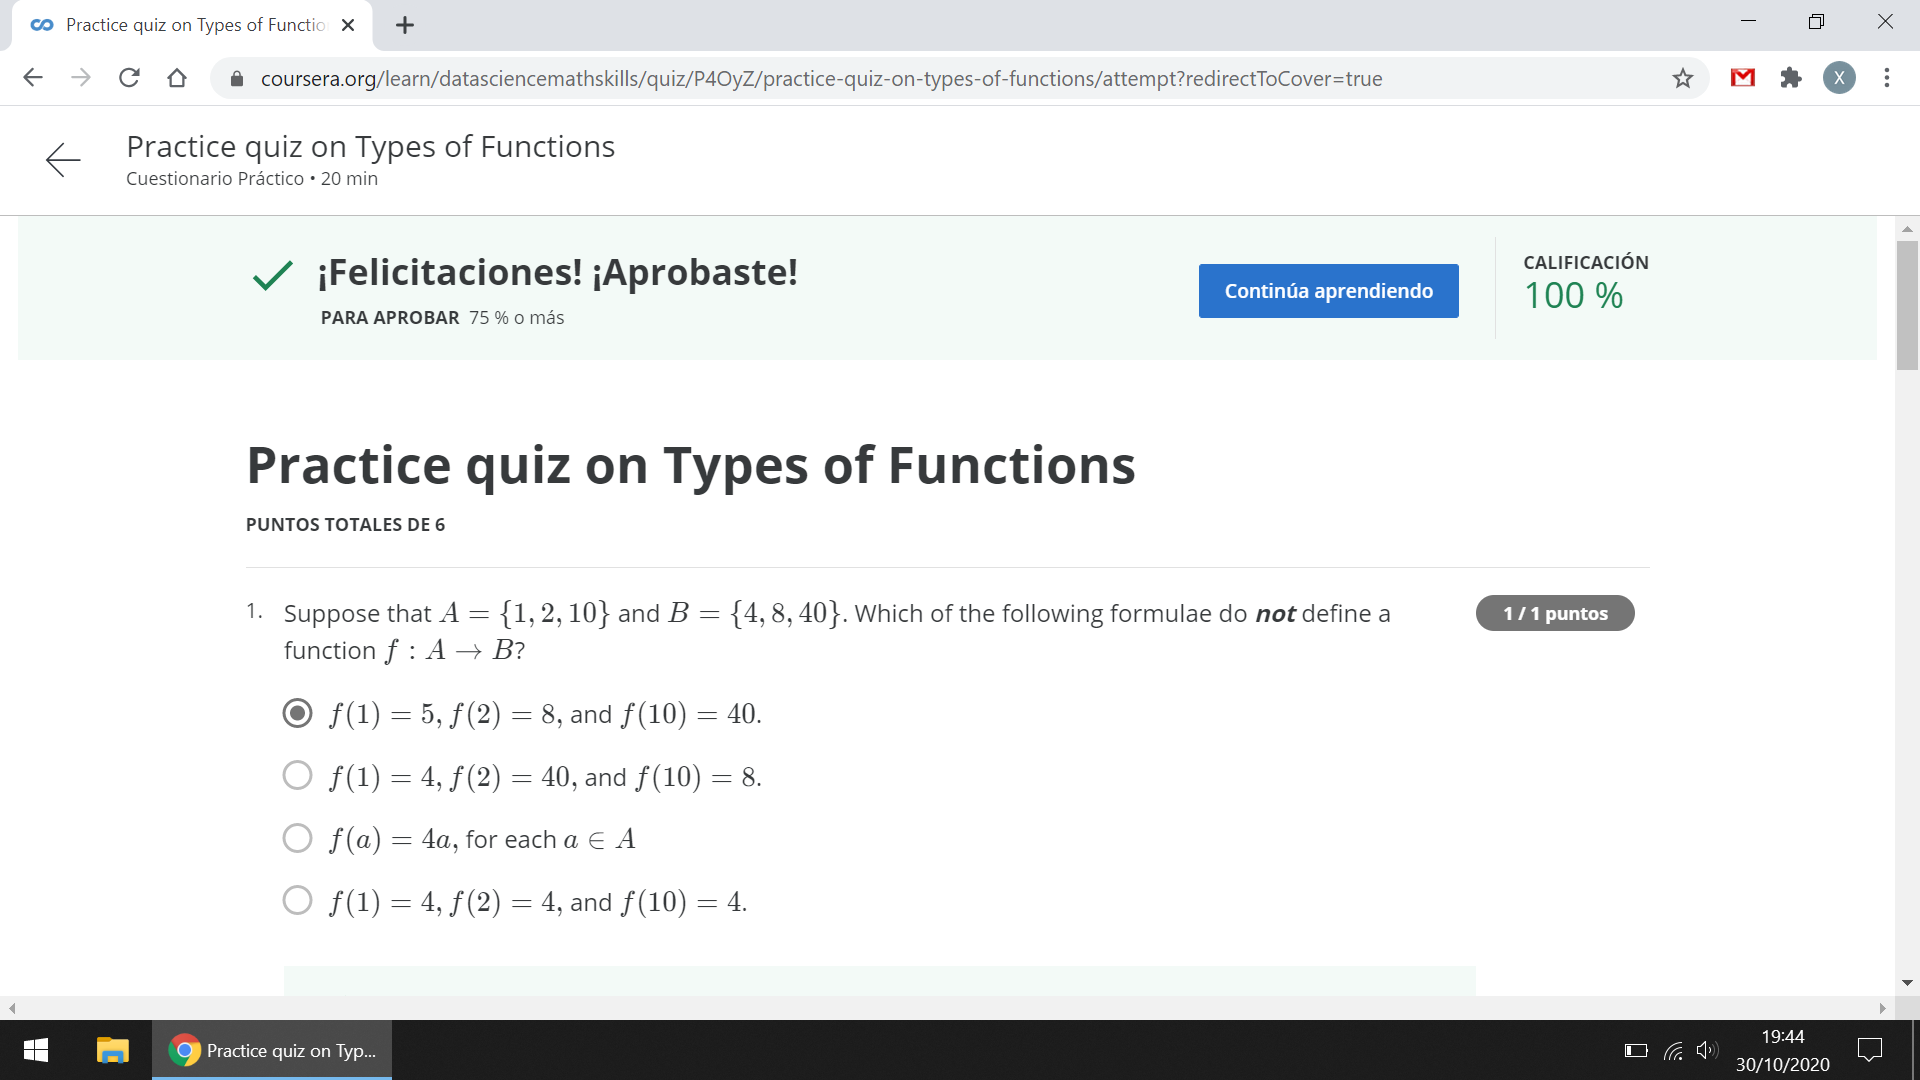 Practice quiz on Types of Functio
coursera.org/learn/datasciencemathskills/quiz/P4OyZ/practice-quiz-on-types-of-functions/attempt?redirectToCover=true
X
Practice quiz on Types of Functions
Cuestionario Práctico • 20 min
¡Felicitaciones! ¡Aprobaste!
PARA APROBAR 75 % o más
Continúa aprendiendo
CALIFICACIÓN
100 %
Practice quiz on Types of Functions
PUNTOS TOTALES DE 6
1. Suppose that A = {1, 2, 10} and B = {4, 8, 40}. Which of the following formulae do not define a
function f : A → B?
1 / 1 puntos
f(1) = 5, f(2) = 8, and f(10) = 40.
f(1) = 4, f(2) = 40, and f(10) = 8.
f(a) = 4a, for each a ∈ A
f(1) = 4, f(2) = 4, and f(10) = 4.
Practice quiz on Typ...
19:44
30/10/2020